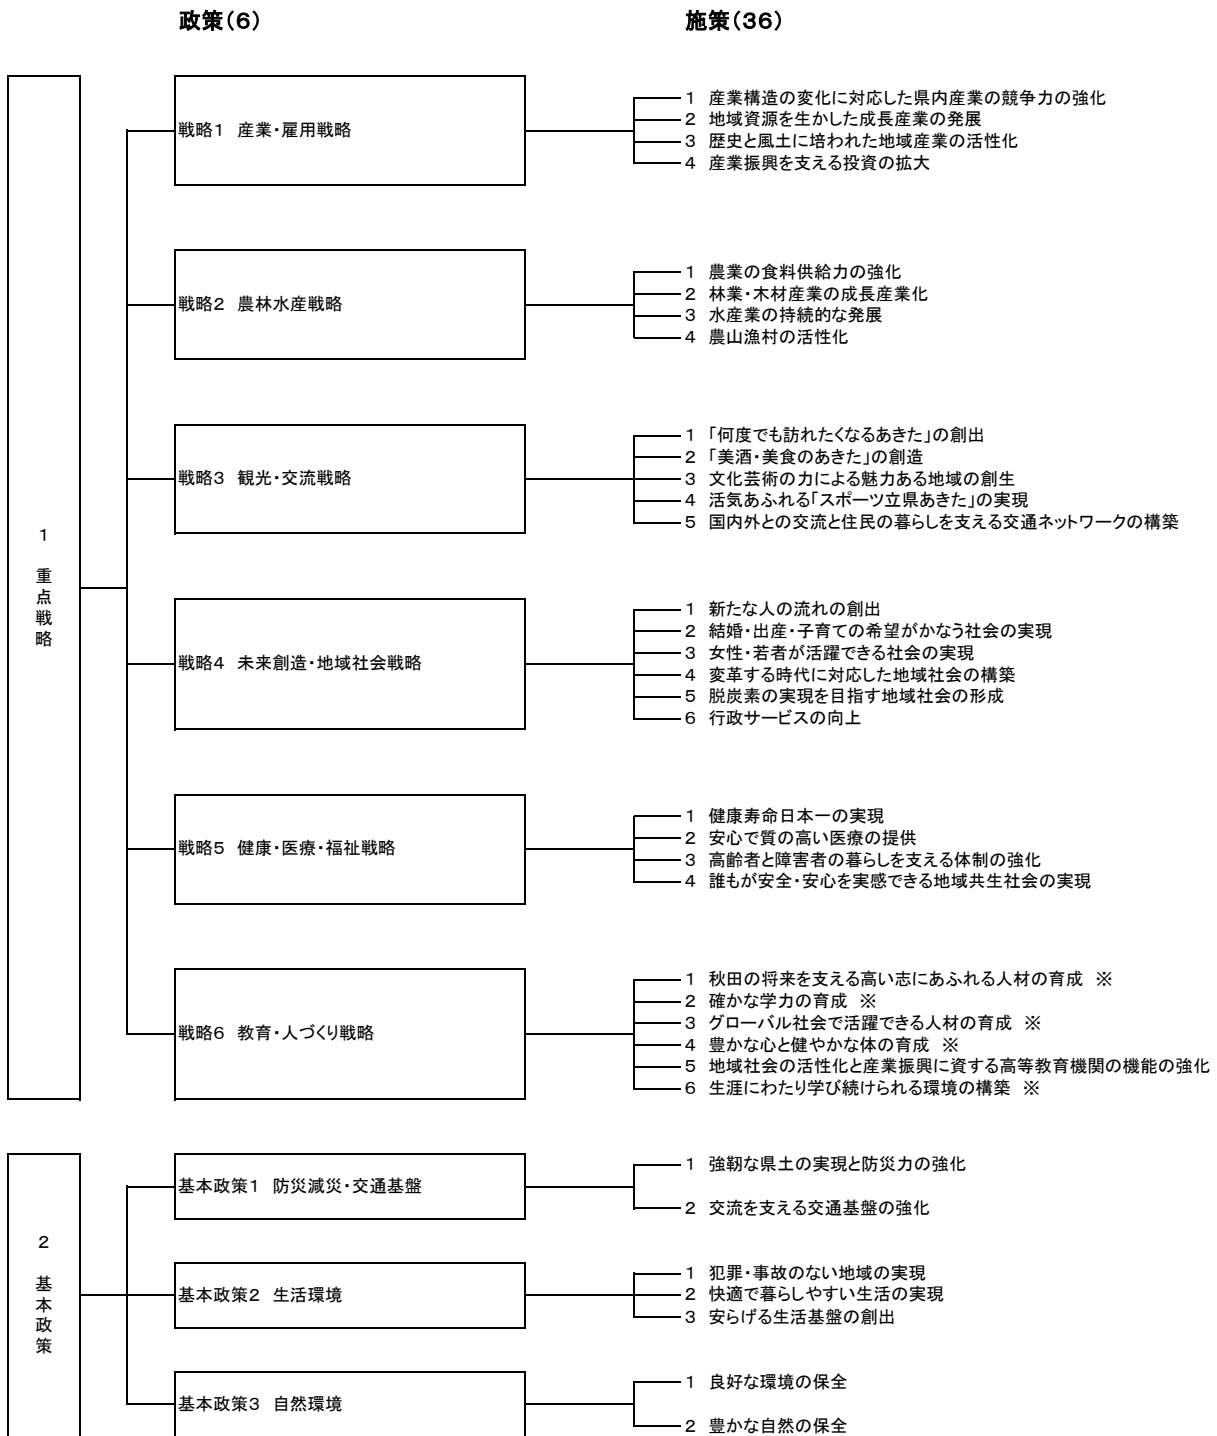 政策（６） 施策（36）
１ 重点戦略
戦略１ 産業・雇用戦略
１ 産業構造の変化に対応した県内産業の競争力の強化
２ 地域資源を生かした成長産業の発展
３ 歴史と風土に培われた地域産業の活性化
４ 産業振興を支える投資の拡大
戦略２ 農林水産戦略
１ 農業の食料供給力の強化
２ 林業・木材産業の成長産業化
３ 水産業の持続的な発展
４ 農山漁村の活性化
戦略３ 観光・交流戦略
１ 「何度でも訪れたくなるあきた」の創出
２ 「美酒・美食のあきた」の創造
３ 文化芸術の力による魅力ある地域の創生
４ 活気あふれる「スポーツ立県あきた」の実現
５ 国内外との交流と住民の暮らしを支える交通ネットワークの構築
戦略４ 未来創造・地域社会戦略
１ 新たな人の流れの創出
２ 結婚・出産・子育ての希望がかなう社会の実現
３ 女性・若者が活躍できる社会の実現
４ 変革する時代に対応した地域社会の構築
５ 脱炭素の実現を目指す地域社会の形成
６ 行政サービスの向上
戦略５ 健康・医療・福祉戦略
１ 健康寿命日本一の実現
２ 安心で質の高い医療の提供
３ 高齢者と障害者の暮らしを支える体制の強化
４ 誰もが安全・安心を実感できる地域共生社会の実現
戦略６ 教育・人づくり戦略
１ 秋田の将来を支える高い志にあふれる人材の育成 ※
２ 確かな学力の育成 ※
３ グローバル社会で活躍できる人材の育成 ※
４ 豊かな心と健やかな体の育成 ※
５ 地域社会の活性化と産業振興に資する高等教育機関の機能の強化
６ 生涯にわたり学び続けられる環境の構築 ※
２ 基本政策
基本政策１ 防災減災・交通基盤
１ 強靭な県土の実現と防災力の強化
２ 交流を支える交通基盤の強化
基本政策２ 生活環境
１ 犯罪・事故のない地域の実現
２ 快適で暮らしやすい生活の実現
３ 安らげる生活基盤の創出
基本政策３ 自然環境
１ 良好な環境の保全
２ 豊かな自然の保全